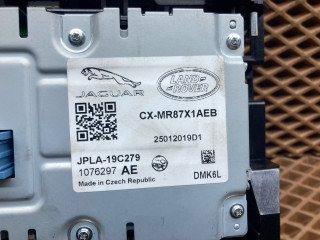 JAGUAR
LAND ROVER
CX-MR87X1AEB
25012019D1
JPLA-19C279
1076297 AE
Made in Czech Republic
DMK6L